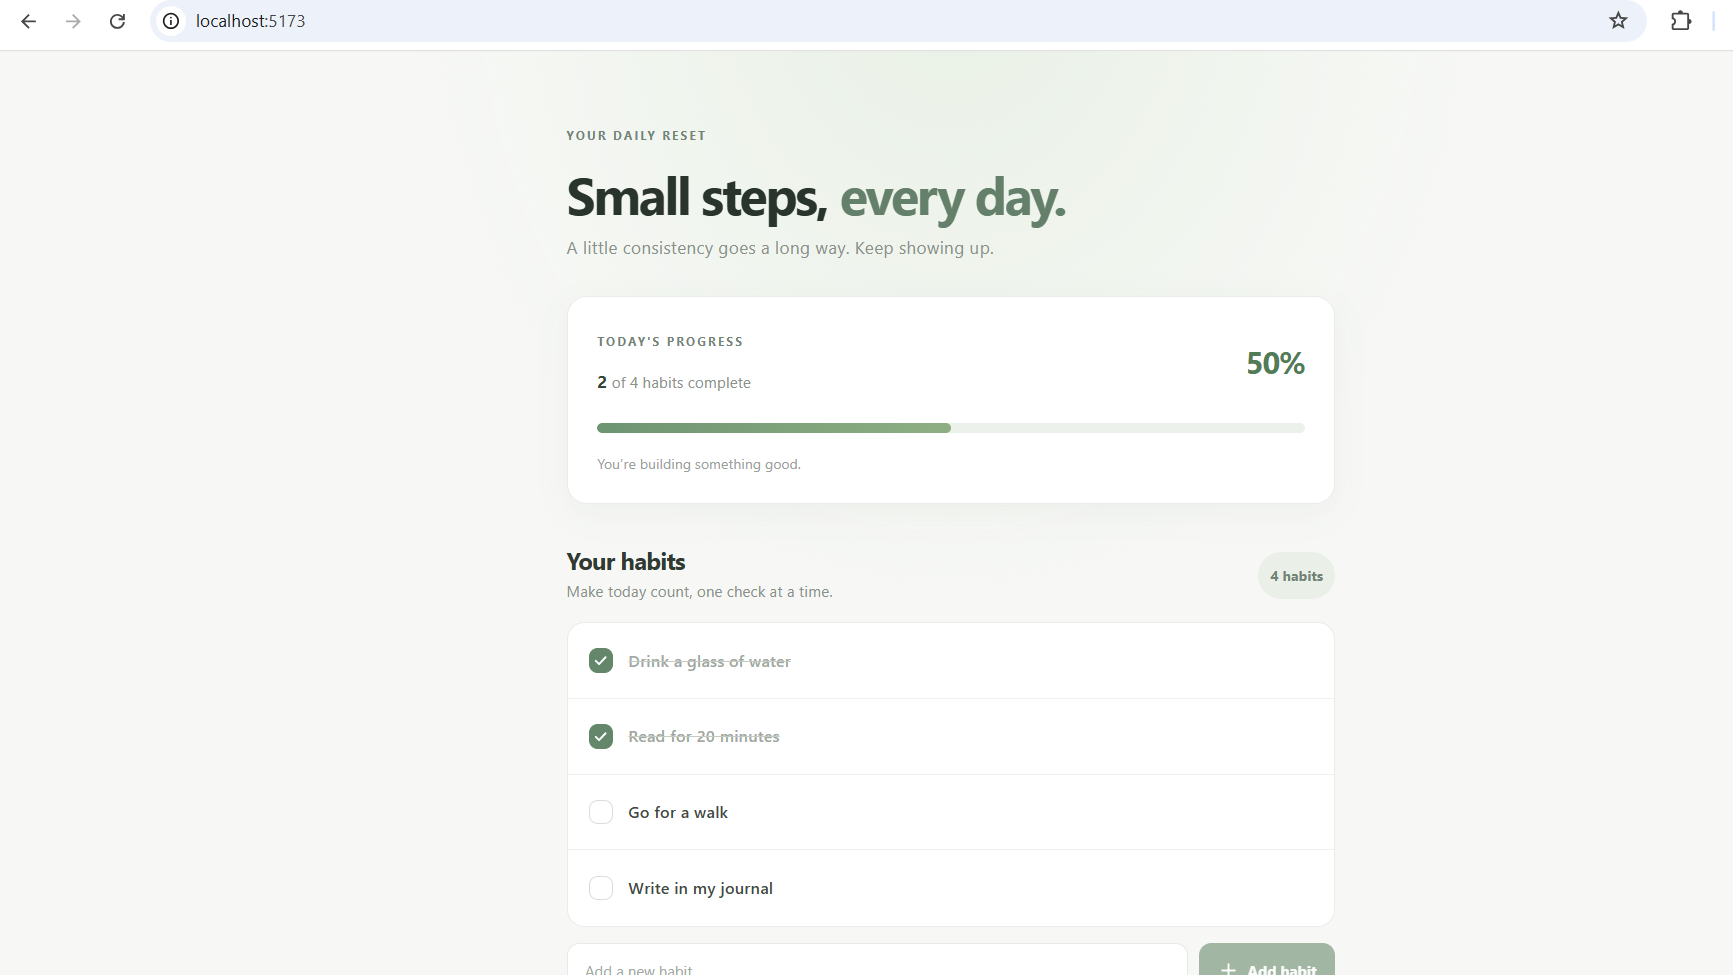 localhost:5173
YOUR DAILY RESET
Small steps, every day.
A little consistency goes a long way. Keep showing up.
TODAY'S PROGRESS
50%
2 of 4 habits complete
You're building something good.
Your habits
4 habits
Make today count, one check at a time.
Drink a glass of water
Read for 20 minutes
Go for a walk
Write in my journal
Add a new habit
Add habit